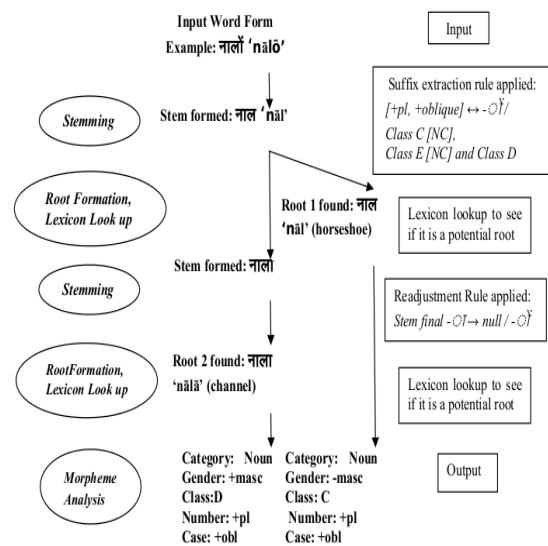 Input Word Form
Example: नालों ‘nālõ’
Input
Stemming
Stem formed: नाल ‘nāl’
Suffix extraction rule applied:
[+pl, +oblique] ↔ -ों /
Class C [NC],
Class E [NC] and Class D
Root Formation,
Lexicon Look up
Root 1 found: नाल
‘nāl’ (horseshoe)
Lexicon lookup to see
if it is a potential root
Stemming
Stem formed: नाला
Readjustment Rule applied:
Stem final -ा → null / -ों
RootFormation,
Lexicon Look up
Root 2 found: नाला
‘nālā’ (channel)
Lexicon lookup to see
if it is a potential root
Morpheme
Analysis
Category: Noun
Gender: +masc
Class:D
Number: +pl
Case: +obl
Category: Noun
Gender: -masc
Class: C
Number: +pl
Case: +obl
Output